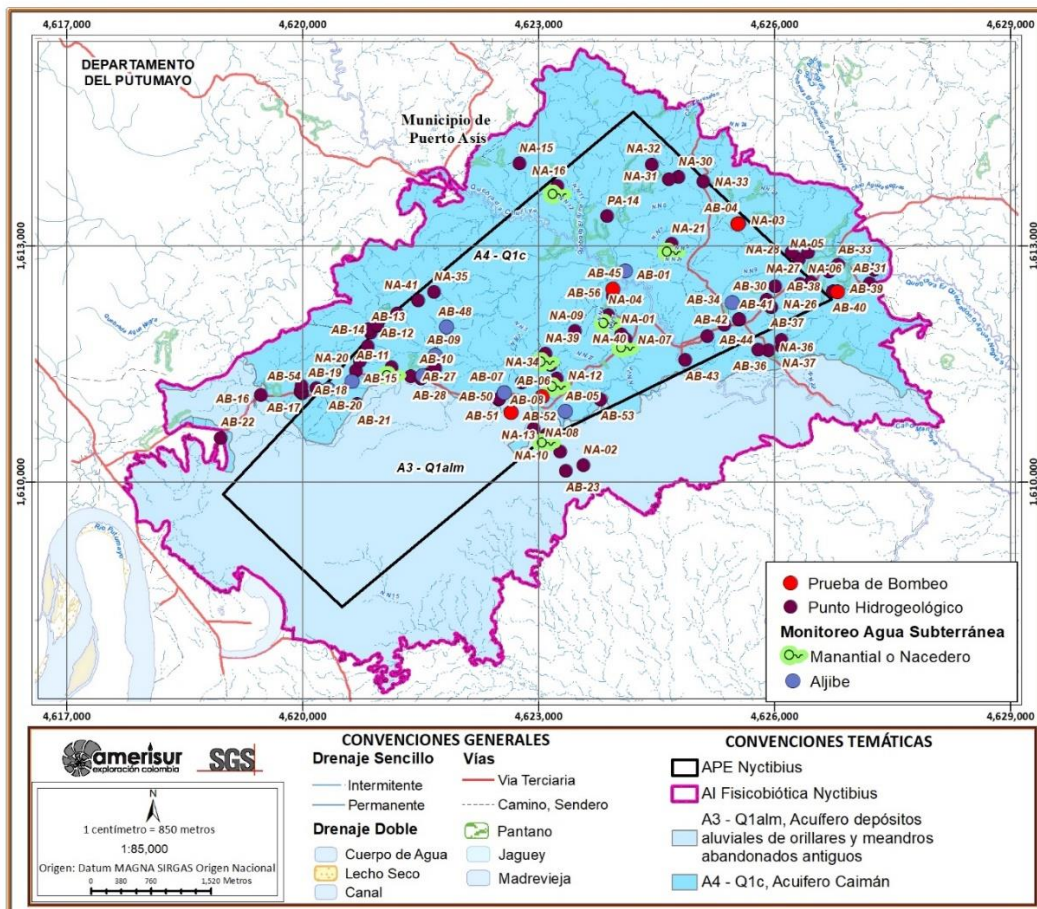 4,617,000 4,620,000 4,623,000 4,626,000 4,629,000
DEPARTAMENTO
DEL PUTUMAYO
Municipio de
Puerto Asís
NA-15
NA-16
NA-32
NA-30
NA-31
NA-33
PA-14
AB-04
NA-03
NA-21
1,613,000
1,613,000
A4 - Q1c
NA-28
NA-05
AB-33
NA-35
NA-41
AB-45
AB-01
NA-27
NA-06
AB-31
AB-30
AB-38
AB-39
AB-56
AB-34
NA-26
AB-40
AB-13
AB-48
NA-04
AB-41
AB-14
AB-12
AB-09
NA-09
NA-01
AB-42
AB-37
NA-39
NA-40
NA-07
AB-44
NA-36
NA-20
AB-11
AB-10
NA-34
AB-36
NA-37
AB-54
AB-19
AB-15
AB-27
AB-07
AB-06
NA-12
AB-43
AB-16
AB-18
AB-28
AB-50
AB-08
AB-05
AB-17
AB-20
AB-51
AB-52
AB-53
AB-22
AB-21
NA-13
NA-08
A3 - Q1alm
NA-10
NA-02
AB-23
1,610,000
1,610,000
Rio Putumayo
Prueba de Bombeo
Punto Hidrogeológico
Monitoreo Agua Subterránea
Manantial o Nacedero
Aljibe
4,617,000 4,620,000 4,623,000 4,626,000 4,629,000
amerisur
exploración colombia
SGS
N
1 centímetro = 850 metros
1:85,000
Origen: Datum MAGNA SIRGAS Origen Nacional
0 380 760 1,520 Metros
CONVENCIONES GENERALES
Drenaje Sencillo
Intermitente
Permanente
Drenaje Doble
Cuerpo de Agua
Lecho Seco
Canal
Vías
Via Terciaria
Camino, Sendero
Pantano
Jaguey
Madrevieja
CONVENCIONES TEMÁTICAS
APE Nyctibius
AI Fisicobiótica Nyctibius
A3 - Q1alm, Acuífero depósitos
aluviales de orillares y meandros
abandonados antiguos
A4 - Q1c, Acuifero Caimán